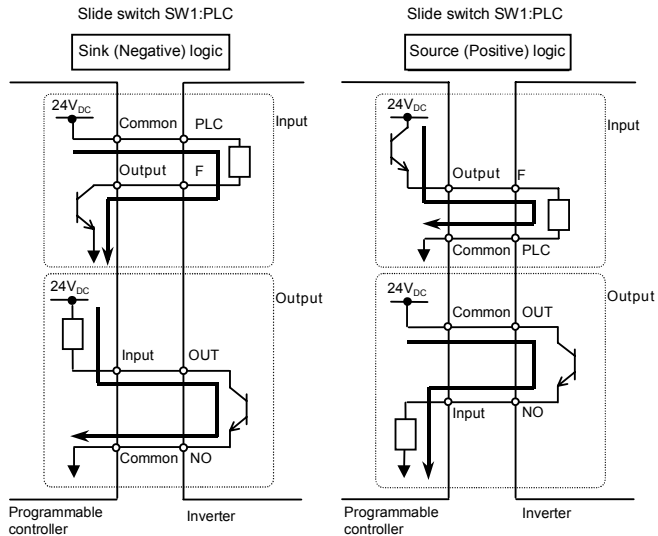 Slide switch SW1:PLC
Sink (Negative) logic
24VDC
Common
PLC
Input
Output
F
24VDC
Output
Input
OUT
Common
NO
Programmable
controller
Inverter
Slide switch SW1:PLC
Source (Positive) logic
24VDC
Input
Output
F
Common
PLC
24VDC
Output
Common
OUT
Input
NO
Programmable
controller
Inverter